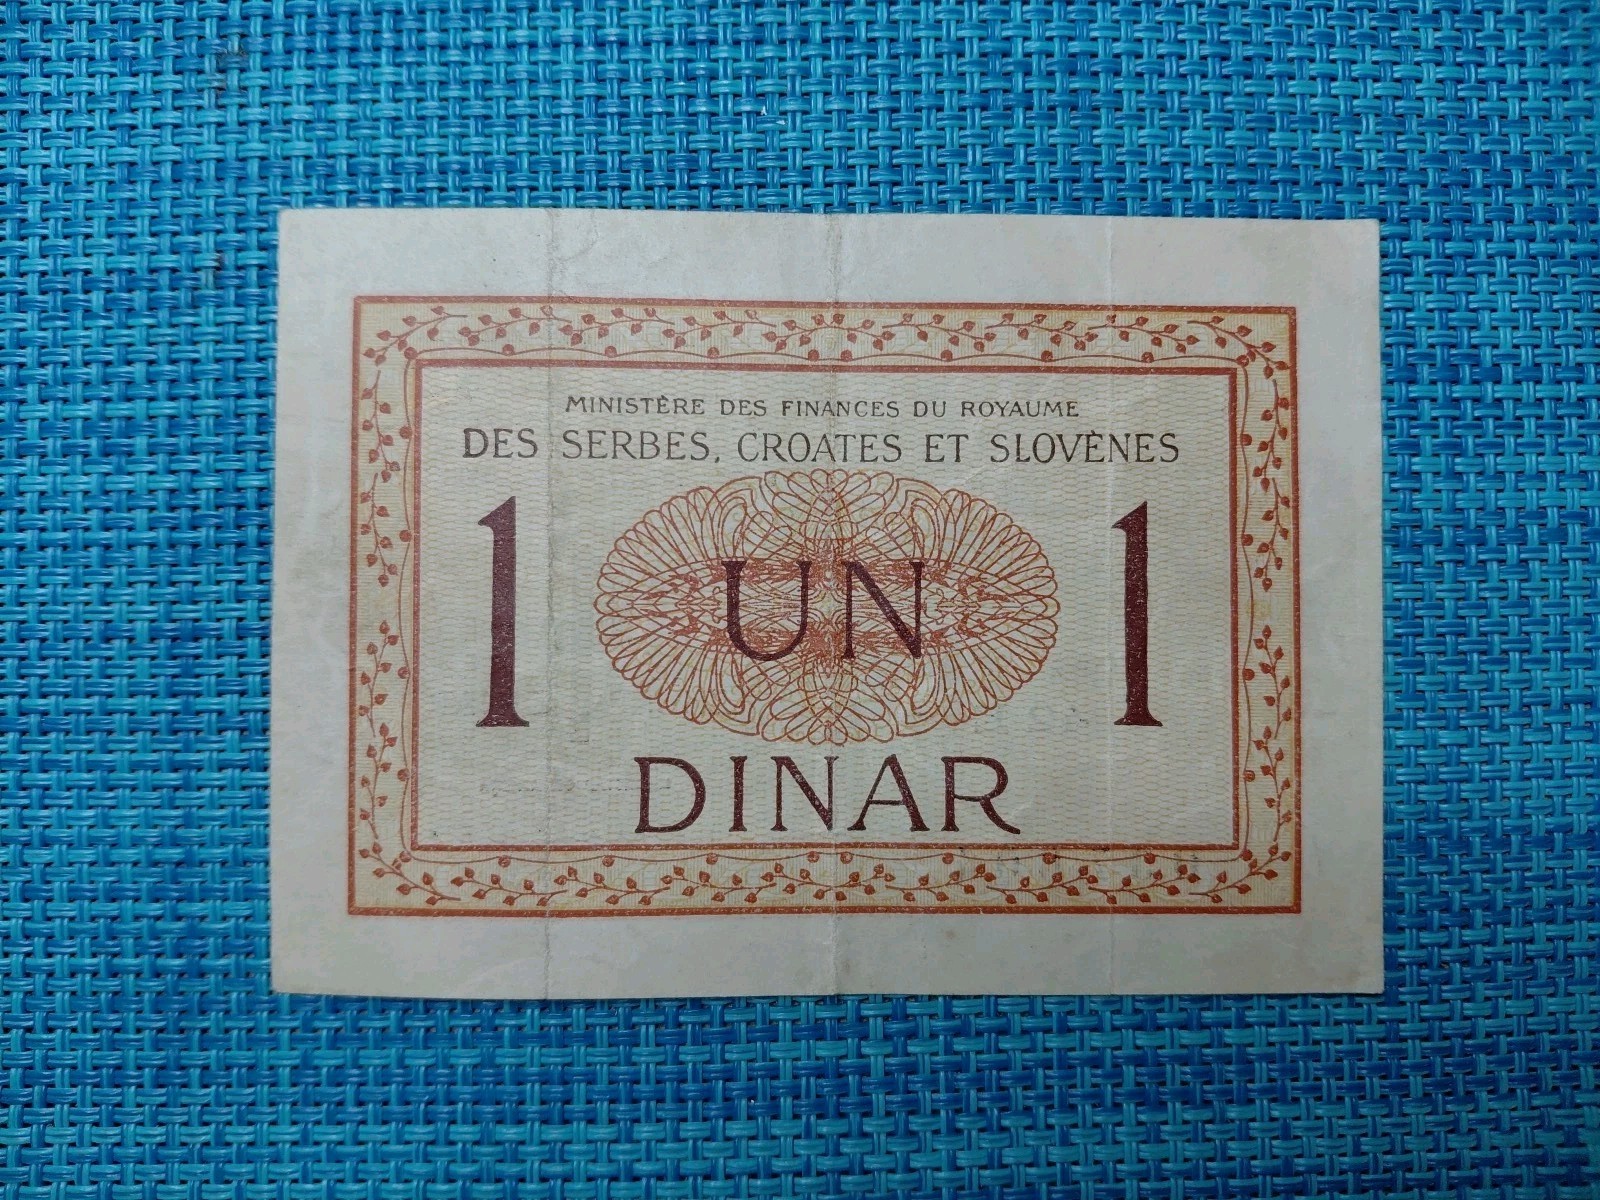 MINISTÈRE DES FINANCES DU ROYAUME
DES SERBES, CROATES ET SLOVÈNES
1 UN 1
DINAR